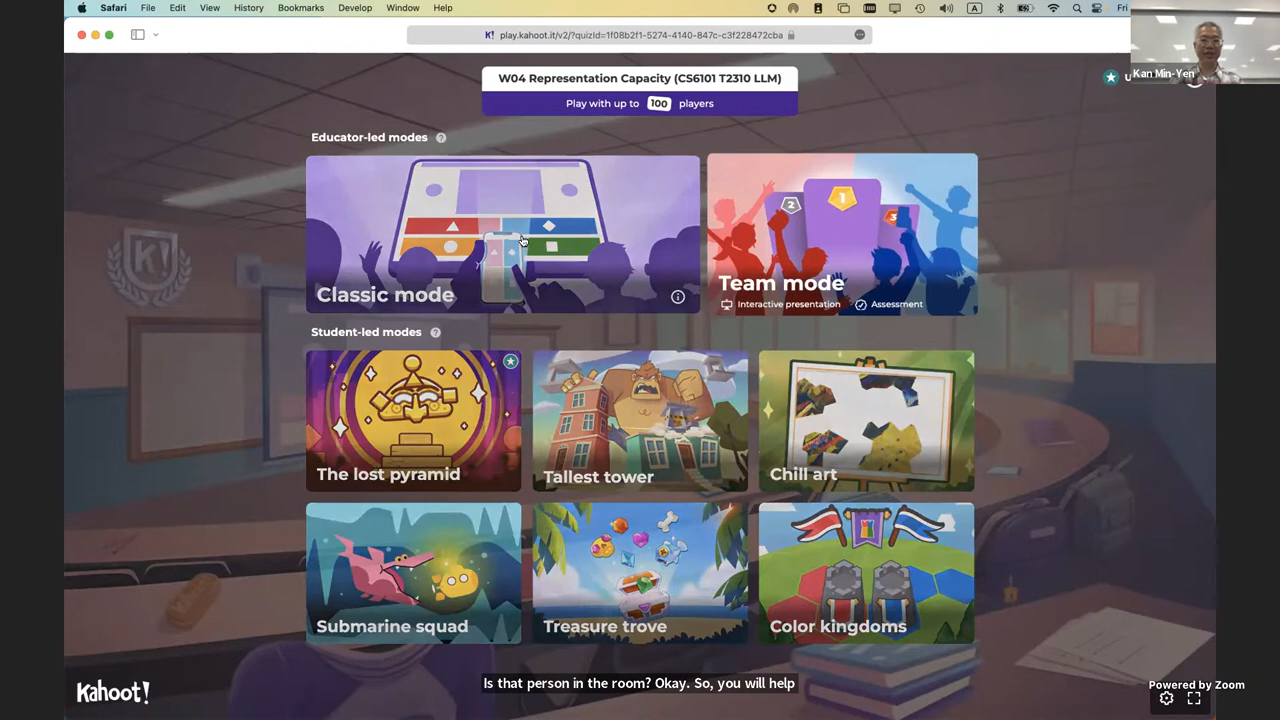 Safari File Edit View History Bookmarks Develop Window Help A Fri
K! play.kahoot.it/v2/?quizId=1f08b2f1-5274-4140-847c-c3f228472cba
Kan Min-Yen
W04 Representation Capacity (CS6101 T2310 LLM)
Play with up to 100 players
Educator-led modes ?
K!
2 1 3
Classic mode
Team mode
Interactive presentation Assessment
Student-led modes ?
The lost pyramid
Tallest tower
Chill art
Submarine squad
Treasure trove
Color kingdoms
Is that person in the room? Okay. So, you will help
Kahoot!
Powered by Zoom